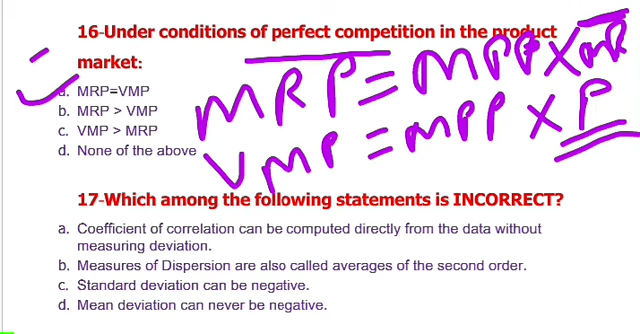 16-Under conditions of perfect competition in the product
market:
a. MRP=VMP
b. MRP > VMP
c. VMP > MRP
d. None of the above
MRP = MPP X MR
VMP = MPP X P
17-Which among the following statements is INCORRECT?
a. Coefficient of correlation can be computed directly from the data without
measuring deviation.
b. Measures of Dispersion are also called averages of the second order.
c. Standard deviation can be negative.
d. Mean deviation can never be negative.